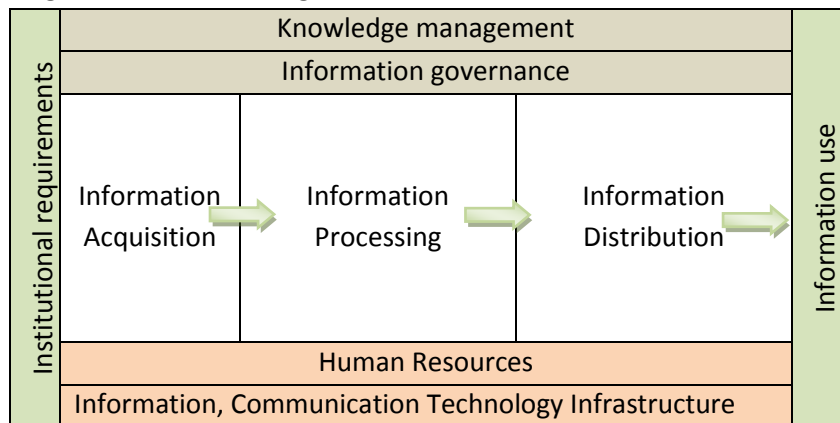 Knowledge management
Information governance
Institutional requirements
Information
Acquisition
Information
Processing
Information
Distribution
Information use
Human Resources
Information, Communication Technology Infrastructure